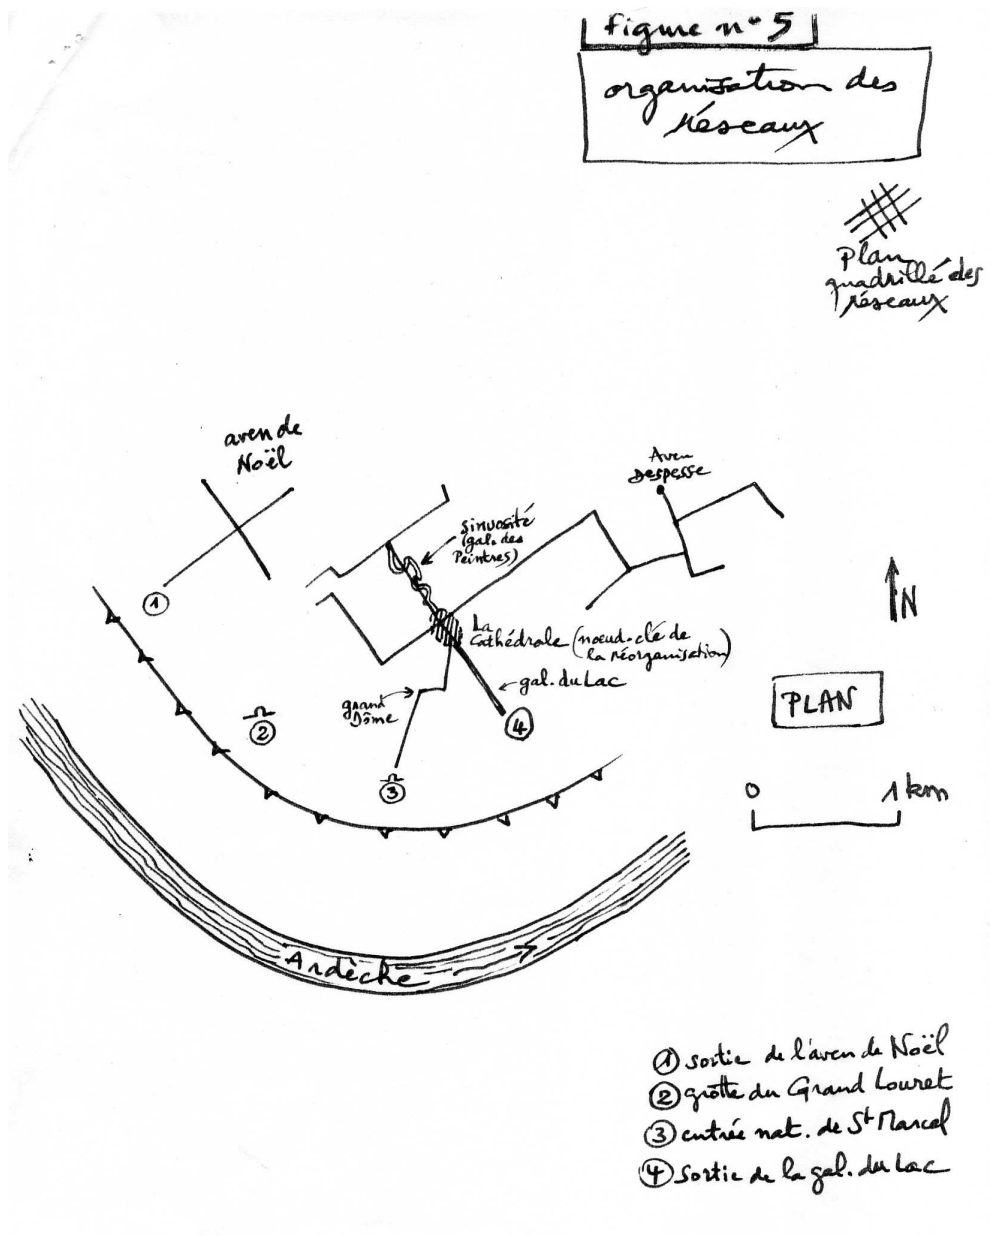 figure n° 5
organisation des
réseaux
Plan
quadrillé des
réseaux
aven de
Noël
Aven
Despesse
sinuosité
(gal. des
Peintres)
1
N
La
Cathédrale (noeud-clé de
la réorganisation)
gal. du Lac
grand
Dôme
PLAN
2
4
3
0 1 km
Ardèche
1 sortie de l'aven de Noël
2 grotte du Grand Louret
3 entrée nat. de St Marcel
4 sortie de la gal. du Lac